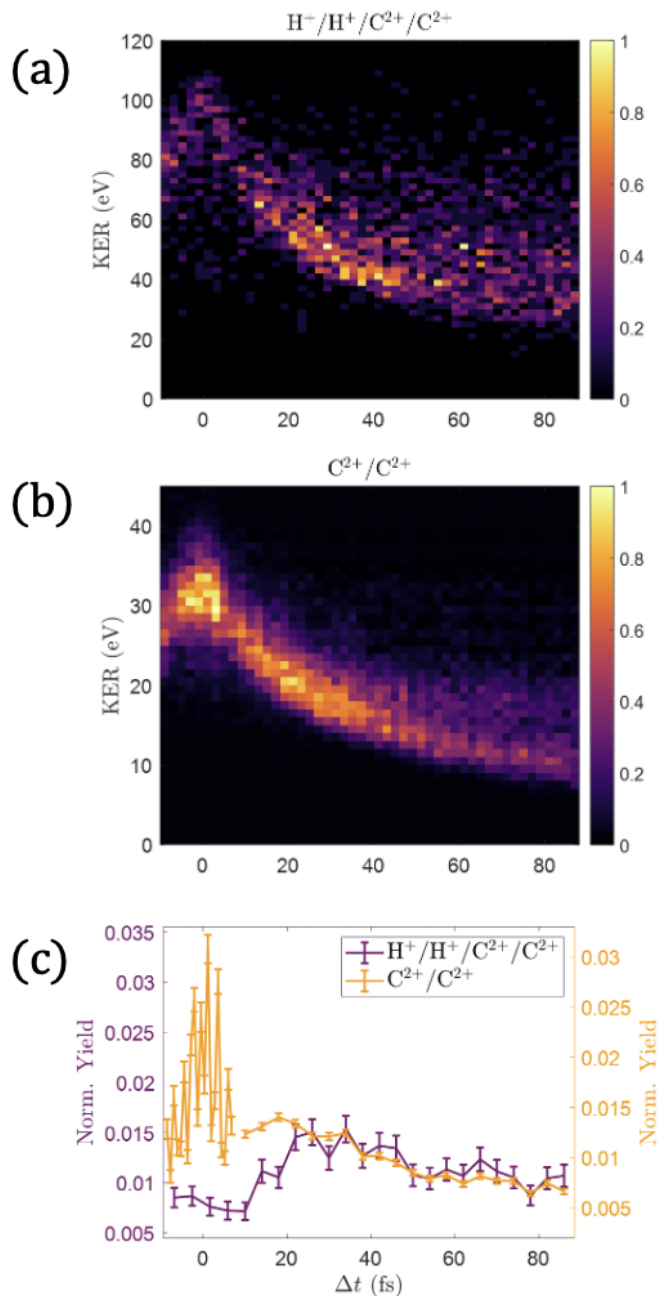 (a)
H⁺/H⁺/C²⁺/C²⁺
120
100
80
60
40
20
0
KER (eV)
0 20 40 60 80
1
0.8
0.6
0.4
0.2
0
(b)
C²⁺/C²⁺
40
30
20
10
0
KER (eV)
0 20 40 60 80
1
0.8
0.6
0.4
0.2
0
(c)
0.035
0.03
0.025
0.02
0.015
0.01
0.005
Norm. Yield
H⁺/H⁺/C²⁺/C²⁺
C²⁺/C²⁺
0.03
0.025
0.02
0.015
0.01
0.005
Norm. Yield
0 20 40 60 80
Δt (fs)